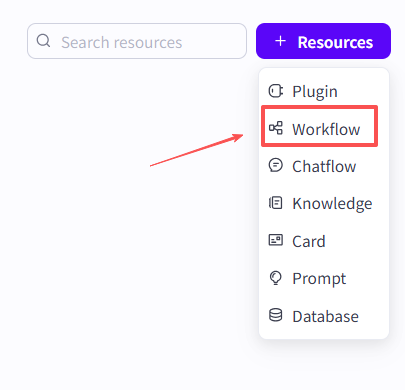 Search resources
+ Resources
Plugin
Workflow
Chatflow
Knowledge
Card
Prompt
Database